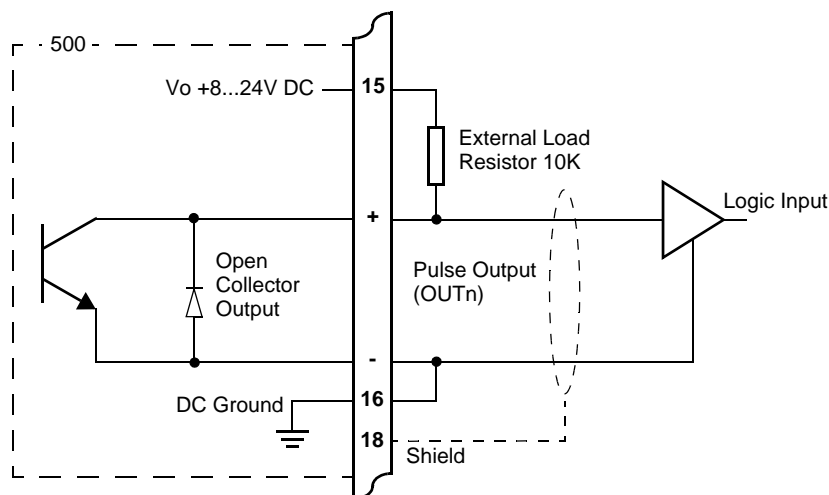 500
15
Vo +8...24V DC
External Load
Resistor 10K
Logic Input
+
Open
Collector
Output
Pulse Output
(OUTn)
-
DC Ground
16
18
Shield